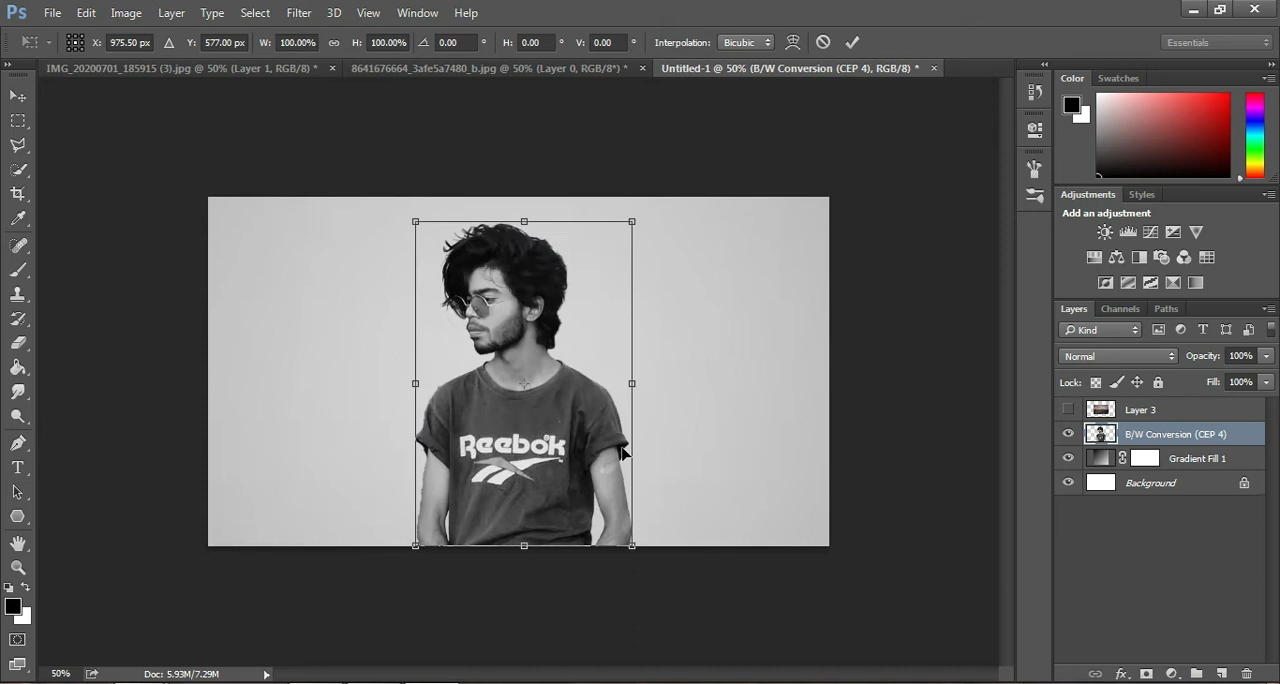 Ps File Edit Image Layer Type Select Filter 3D View Window Help
X: 975.50 px Y: 577.00 px W: 100.00% H: 100.00% 0.00 ° H: 0.00 ° V: 0.00 ° Interpolation: Bicubic Essentials
IMG_20200701_185915 (3).jpg @ 50% (Layer 1, RGB/8) * × 8641676664_3afe5a7480_b.jpg @ 50% (Layer 0, RGB/8*) * × Untitled-1 @ 50% (B/W Conversion (CEP 4), RGB/8) * ×
Color Swatches
Adjustments Styles
Add an adjustment
Layers Channels Paths
Kind
Normal Opacity: 100%
Lock: Fill: 100%
Layer 3
B/W Conversion (CEP 4)
Gradient Fill 1
Background
Reebok
50% Doc: 5.93M/7.29M